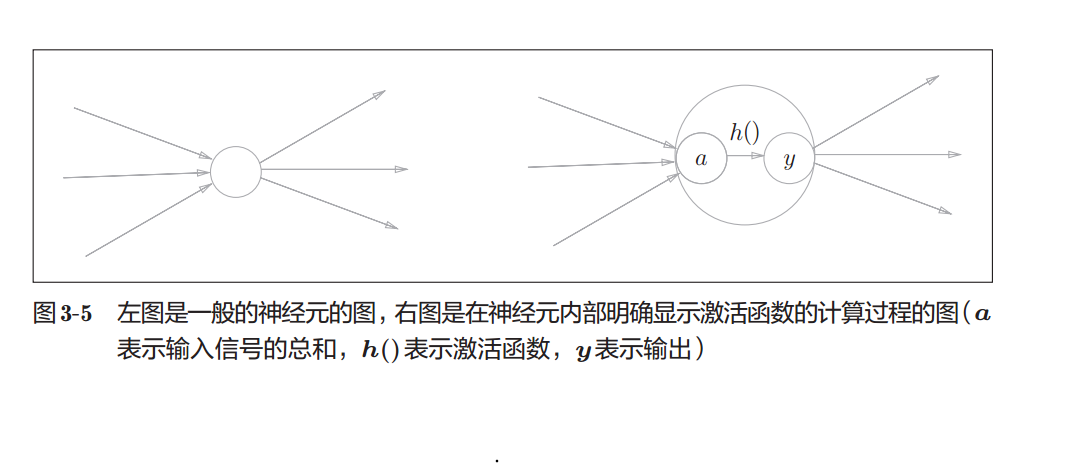 h()
a
y
图3-5 左图是一般的神经元的图，右图是在神经元内部明确显示激活函数的计算过程的图（a
表示输入信号的总和，h()表示激活函数，y表示输出）